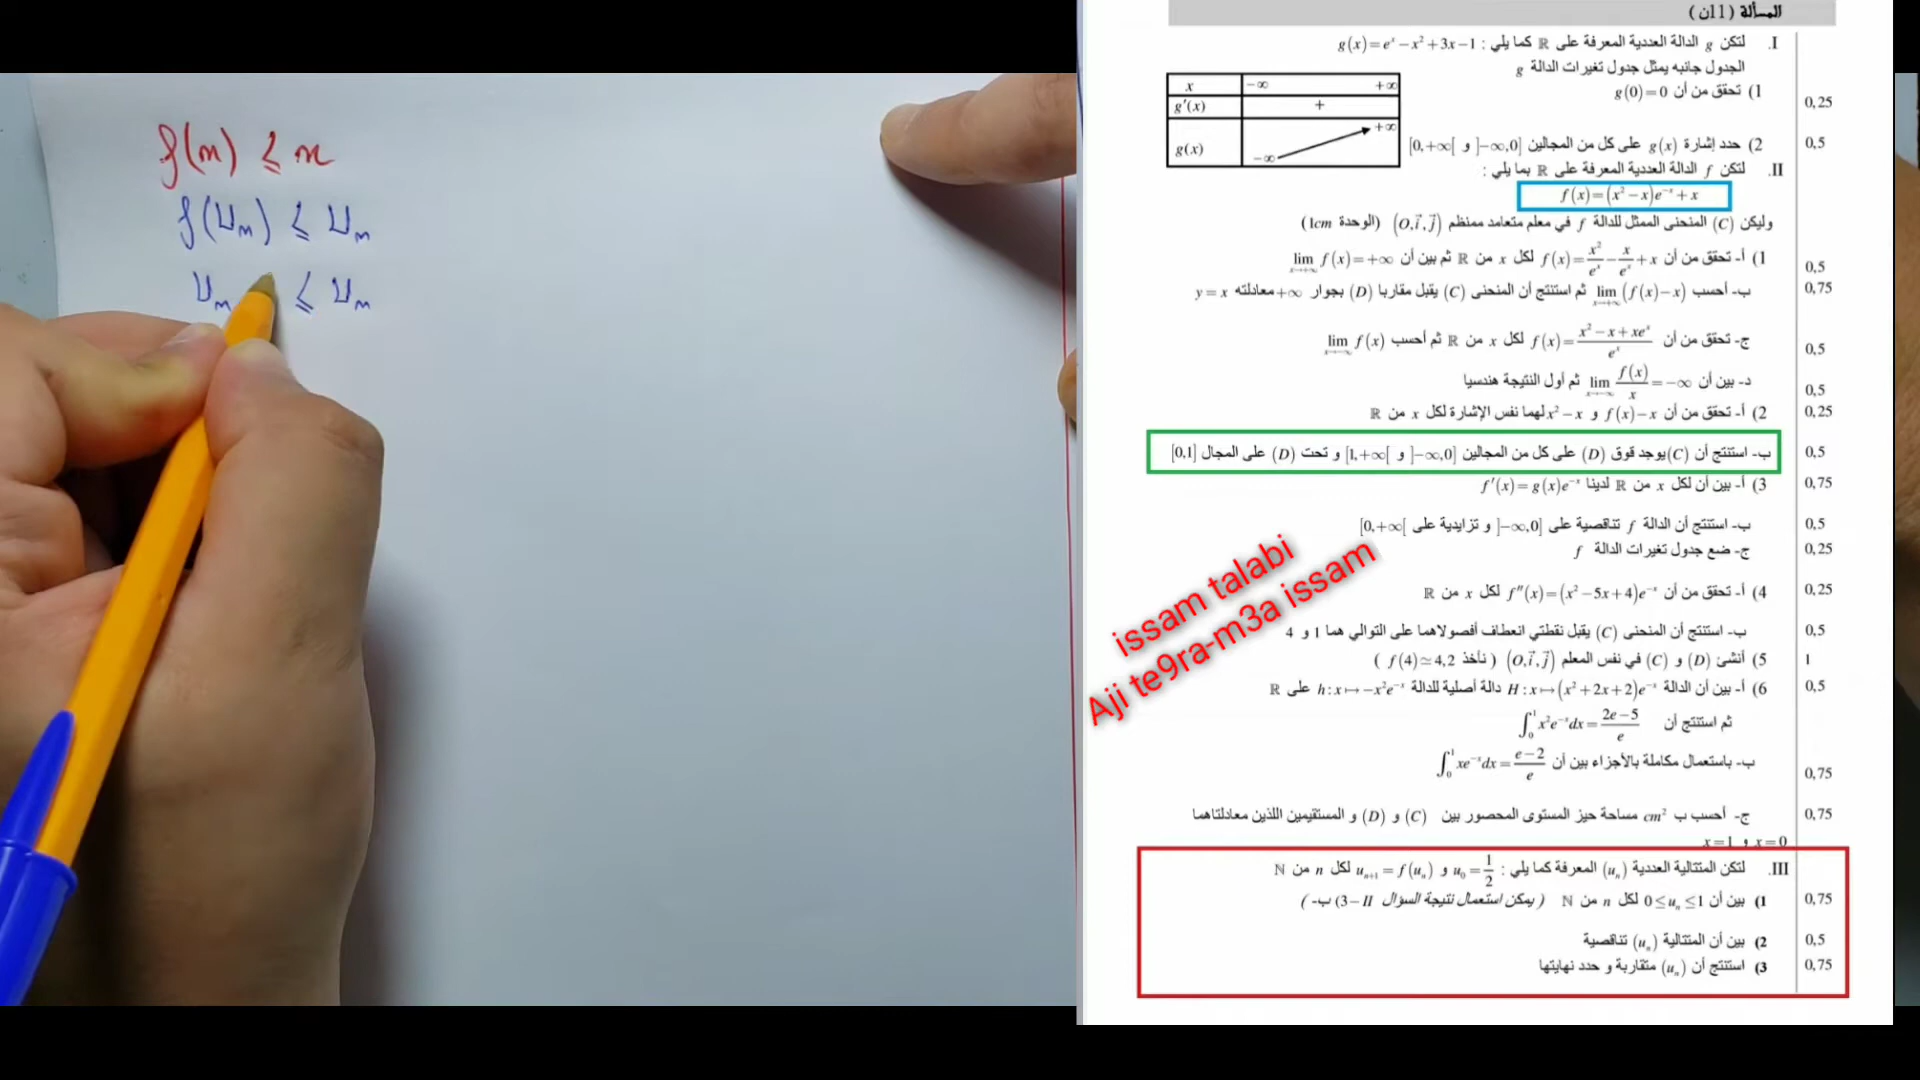 f(x) ≤ x
f(Un) ≤ Un
Un ≤ Un
المسألة (11ن)
I. لتكن g الدالة العددية المعرفة على ℝ كما يلي : g(x)=eˣ−x²+3x−1
الجدول جانبه يمثل جدول تغيرات الدالة g
x −∞ +∞
g'(x) +
g(x) −∞ +∞
1) تحقق من أن g(0)=0 0,25
2) حدد إشارة g(x) على كل من المجالين ]−∞,0] و [0,+∞[ 0,5
II. لتكن f الدالة العددية المعرفة على ℝ بما يلي :
f(x)=(x²−x)e⁻ˣ+x
وليكن (C) المنحنى الممثل للدالة f في معلم متعامد ممنظم (O,i⃗,j⃗) (الوحدة 1cm)
1) أ- تحقق من أن f(x)=x²/eˣ−x/eˣ+x لكل x من ℝ ثم بين أن lim x→+∞ f(x)=+∞ 0,5
ب- أحسب lim x→+∞ (f(x)−x) ثم استنتج أن المنحنى (C) يقبل مقاربا (D) بجوار +∞ معادلته y=x 0,75
ج- تحقق من أن f(x)=(x²−x+xeˣ)/eˣ لكل x من ℝ ثم أحسب lim x→−∞ f(x) 0,5
د- بين أن lim x→−∞ f(x)/x=−∞ ثم أول النتيجة هندسيا 0,5
2) أ- تحقق من أن f(x)−x و x²−x لهما نفس الإشارة لكل x من ℝ 0,25
ب- استنتج أن (C) يوجد فوق (D) على كل من المجالين ]−∞,0] و [1,+∞[ و تحت (D) على المجال [0,1] 0,5
3) أ- بين أن لكل x من ℝ لدينا f'(x)=g(x)e⁻ˣ 0,75
ب- استنتج أن الدالة f تناقصية على ]−∞,0] و تزايدية على [0,+∞[ 0,5
ج- ضع جدول تغيرات الدالة f 0,25
4) أ- تحقق من أن f''(x)=(x²−5x+4)e⁻ˣ لكل x من ℝ 0,25
ب- استنتج أن المنحنى (C) يقبل نقطتي انعطاف أفصولاهما على التوالي هما 1 و 4 0,5
5) أنشئ (D) و (C) في نفس المعلم (O,i⃗,j⃗) ( نأخذ f(4)≃4,2 ) 1
6) أ- بين أن الدالة H:x↦(x²+2x+2)e⁻ˣ دالة أصلية للدالة h:x↦−x²e⁻ˣ على ℝ 0,5
ثم استنتج أن ∫₀¹ x²e⁻ˣdx=(2e−5)/e
ب- باستعمال مكاملة بالأجزاء بين أن ∫₀¹ xe⁻ˣdx=(e−2)/e 0,75
ج- أحسب ب cm² مساحة حيز المستوى المحصور بين (C) و (D) و المستقيمين اللذين معادلتاهما 0,75
x=0 و x=1
III. لتكن المتتالية العددية (uₙ) المعرفة كما يلي : u₀=1/2 و uₙ₊₁=f(uₙ) لكل n من ℕ
1) بين أن 0≤uₙ≤1 لكل n من ℕ ( يمكن استعمال نتيجة السؤال II−3) ب- ) 0,75
2) بين أن المتتالية (uₙ) تناقصية 0,5
3) استنتج أن (uₙ) متقاربة و حدد نهايتها 0,75
issam talabi
Aji te9ra-m3a issam